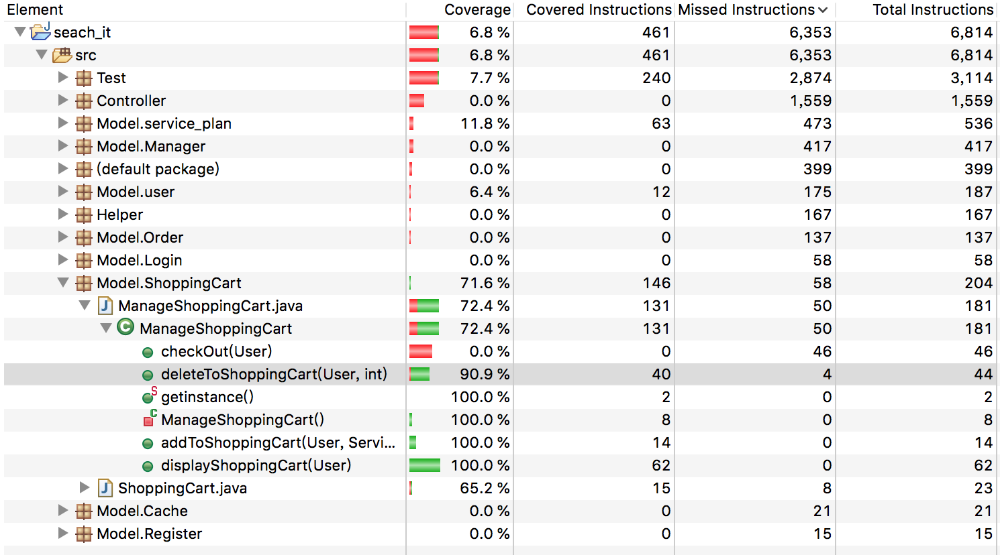 Element Coverage Covered Instructions Missed Instructions Total Instructions
seach_it 6.8 % 461 6,353 6,814
src 6.8 % 461 6,353 6,814
Test 7.7 % 240 2,874 3,114
Controller 0.0 % 0 1,559 1,559
Model.service_plan 11.8 % 63 473 536
Model.Manager 0.0 % 0 417 417
(default package) 0.0 % 0 399 399
Model.user 6.4 % 12 175 187
Helper 0.0 % 0 167 167
Model.Order 0.0 % 0 137 137
Model.Login 0.0 % 0 58 58
Model.ShoppingCart 71.6 % 146 58 204
J ManageShoppingCart.java 72.4 % 131 50 181
C ManageShoppingCart 72.4 % 131 50 181
checkOut(User) 0.0 % 0 46 46
deleteToShoppingCart(User, int) 90.9 % 40 4 44
S getinstance() 100.0 % 2 0 2
C ManageShoppingCart() 100.0 % 8 0 8
addToShoppingCart(User, Servi... 100.0 % 14 0 14
displayShoppingCart(User) 100.0 % 62 0 62
J ShoppingCart.java 65.2 % 15 8 23
Model.Cache 0.0 % 0 21 21
Model.Register 0.0 % 0 15 15